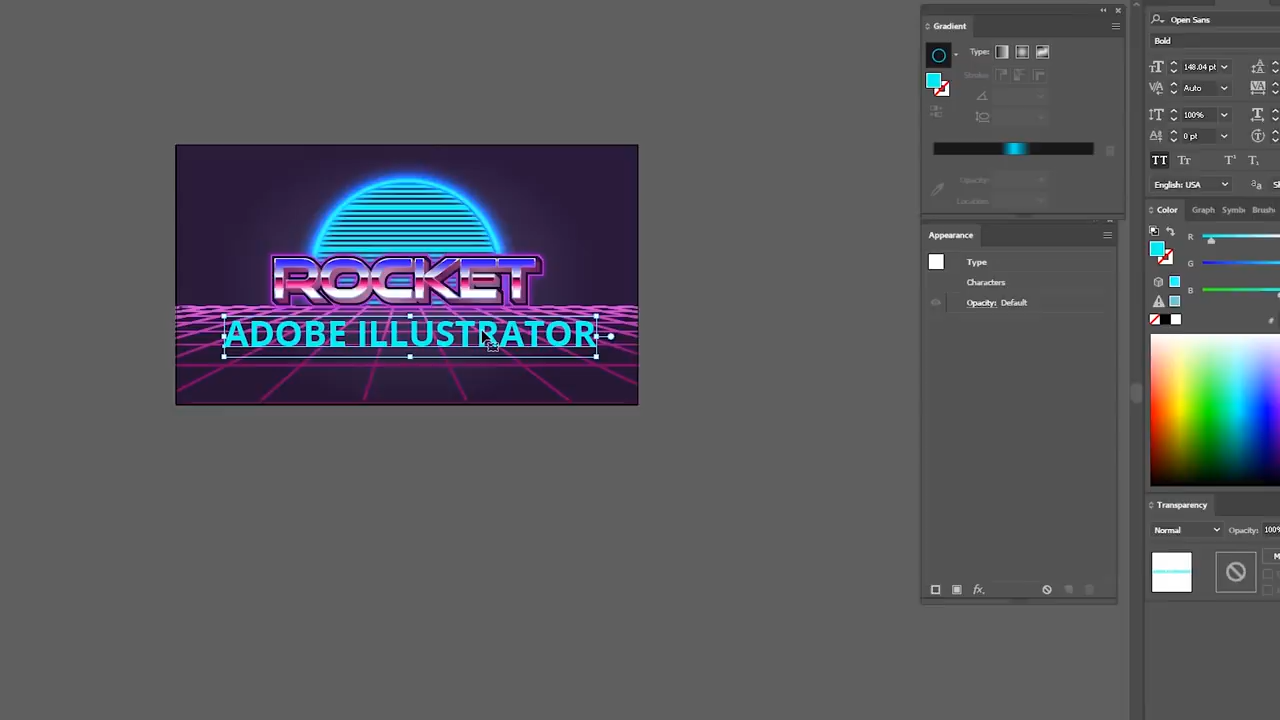 Gradient
Type:
Stroke:
Opacity:
Location:
Appearance
Type
Characters
Opacity: Default
ROCKET
ADOBE ILLUSTRATOR
Open Sans
Bold
148.04 pt
Auto
100%
0 pt
English: USA
Color Graph Symb Brush
R
G
B
Transparency
Normal Opacity: 100%